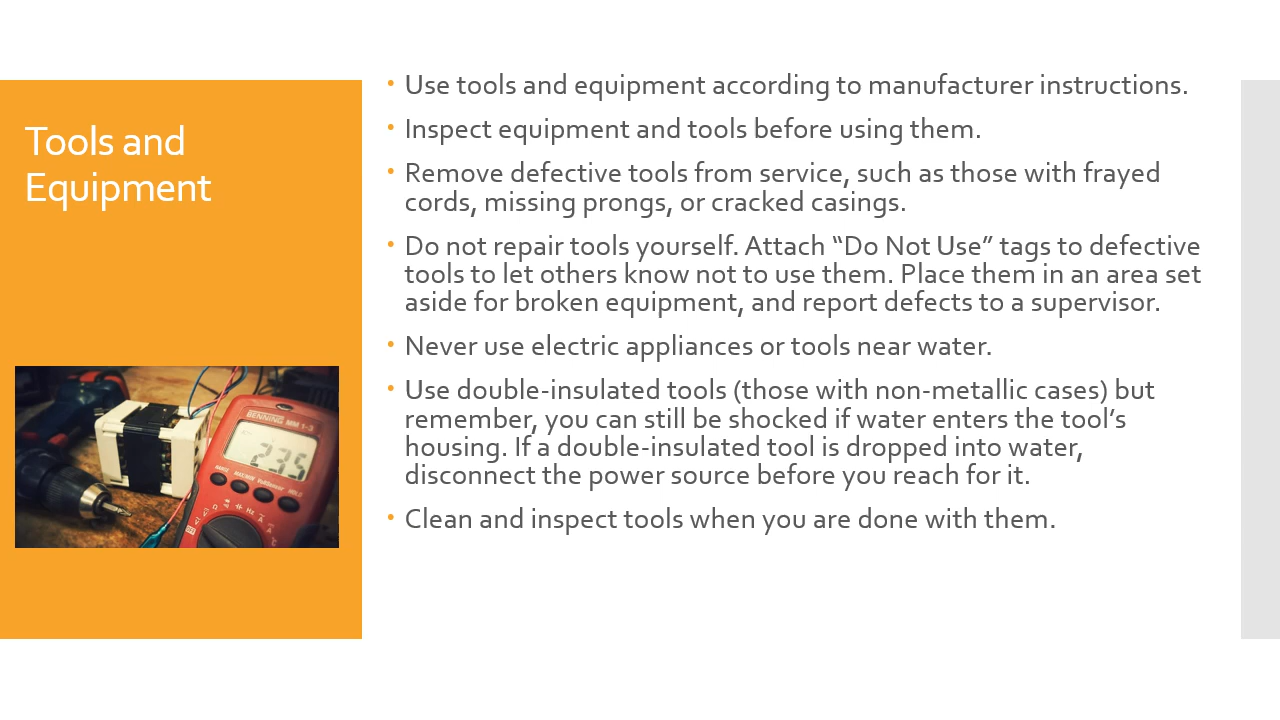 Tools and
Equipment
• Use tools and equipment according to manufacturer instructions.
• Inspect equipment and tools before using them.
• Remove defective tools from service, such as those with frayed
cords, missing prongs, or cracked casings.
• Do not repair tools yourself. Attach “Do Not Use” tags to defective
tools to let others know not to use them. Place them in an area set
aside for broken equipment, and report defects to a supervisor.
• Never use electric appliances or tools near water.
• Use double-insulated tools (those with non-metallic cases) but
remember, you can still be shocked if water enters the tool’s
housing. If a double-insulated tool is dropped into water,
disconnect the power source before you reach for it.
• Clean and inspect tools when you are done with them.
BENNING MM 1-3
235
RANGE